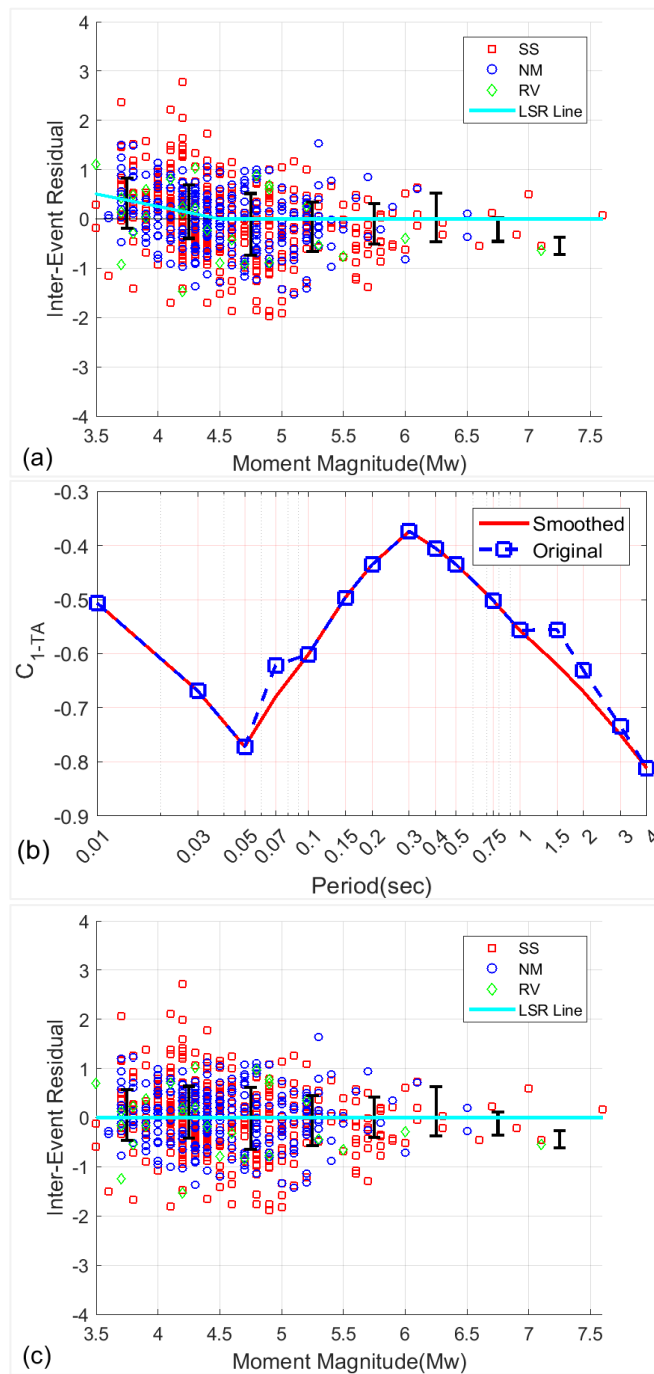 4
3
2
1
0
-1
-2
-3
-4
Inter-Event Residual
SS
NM
RV
LSR Line
3.5 4 4.5 5 5.5 6 6.5 7 7.5
Moment Magnitude(Mw)
(a)
-0.3
-0.4
-0.5
-0.6
-0.7
-0.8
-0.9
C1-TA
Smoothed
Original
0.01 0.03 0.05 0.07 0.1 0.15 0.2 0.3 0.4 0.5 0.75 1 1.5 2 3 4
Period(sec)
(b)
4
3
2
1
0
-1
-2
-3
-4
Inter-Event Residual
SS
NM
RV
LSR Line
3.5 4 4.5 5 5.5 6 6.5 7 7.5
Moment Magnitude(Mw)
(c)